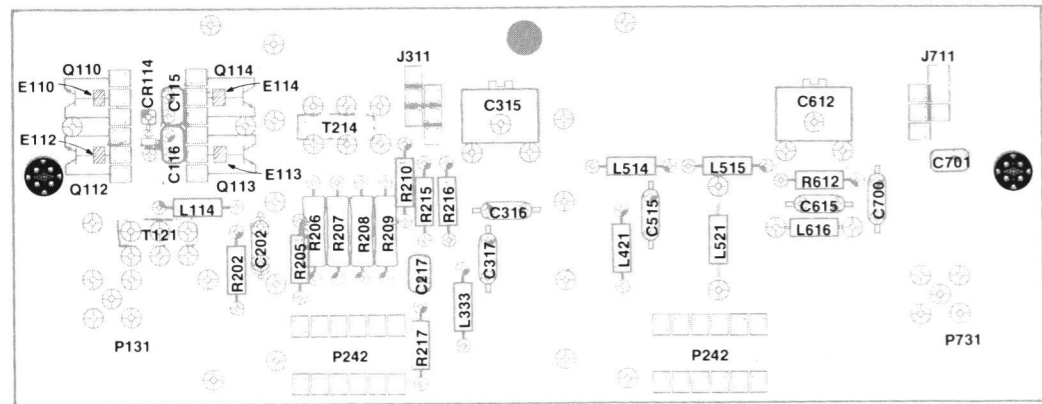 J311
J711
Q110
Q114
E110
CR114
C115
E114
C315
C612
E112
T214
C116
Q112
Q113
E113
L514
L515
C701
R210
R215
R216
R612
C700
L114
R206
R207
R208
R209
C316
C515
C615
T121
C202
R205
L421
L521
L616
R202
C217
C317
L333
P131
P242
R217
P242
P731